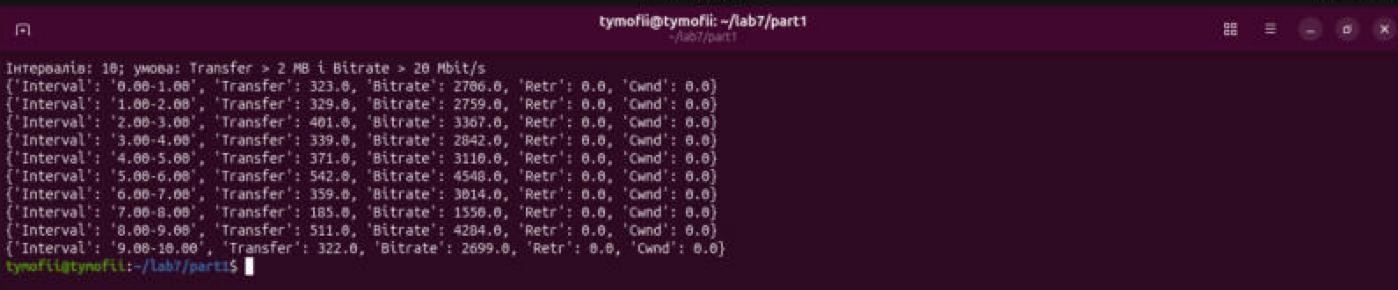 tymofii@tymofii: ~/lab7/part1
~/lab7/part1
Інтервалів: 10; умова: Transfer > 2 MB і Bitrate > 20 Mbit/s
{'Interval': '0.00-1.00', 'Transfer': 323.0, 'Bitrate': 2706.0, 'Retr': 0.0, 'Cwnd': 0.0}
{'Interval': '1.00-2.00', 'Transfer': 329.0, 'Bitrate': 2759.0, 'Retr': 0.0, 'Cwnd': 0.0}
{'Interval': '2.00-3.00', 'Transfer': 401.0, 'Bitrate': 3367.0, 'Retr': 0.0, 'Cwnd': 0.0}
{'Interval': '3.00-4.00', 'Transfer': 339.0, 'Bitrate': 2842.0, 'Retr': 0.0, 'Cwnd': 0.0}
{'Interval': '4.00-5.00', 'Transfer': 371.0, 'Bitrate': 3110.0, 'Retr': 0.0, 'Cwnd': 0.0}
{'Interval': '5.00-6.00', 'Transfer': 542.0, 'Bitrate': 4548.0, 'Retr': 0.0, 'Cwnd': 0.0}
{'Interval': '6.00-7.00', 'Transfer': 359.0, 'Bitrate': 3014.0, 'Retr': 0.0, 'Cwnd': 0.0}
{'Interval': '7.00-8.00', 'Transfer': 185.0, 'Bitrate': 1550.0, 'Retr': 0.0, 'Cwnd': 0.0}
{'Interval': '8.00-9.00', 'Transfer': 511.0, 'Bitrate': 4284.0, 'Retr': 0.0, 'Cwnd': 0.0}
{'Interval': '9.00-10.00', 'Transfer': 322.0, 'Bitrate': 2699.0, 'Retr': 0.0, 'Cwnd': 0.0}
tymofii@tymofii:~/lab7/part1$